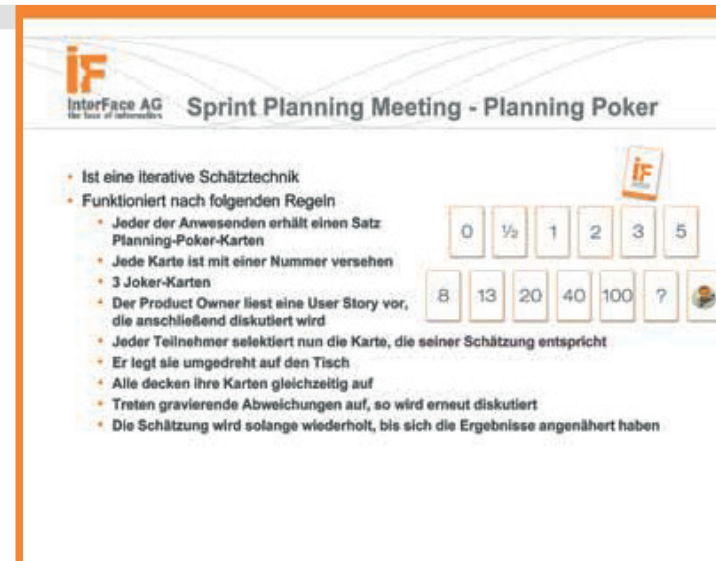 iF
InterFace AG
the face of informatics
Sprint Planning Meeting - Planning Poker
• Ist eine iterative Schätztechnik
• Funktioniert nach folgenden Regeln
• Jeder der Anwesenden erhält einen Satz
Planning-Poker-Karten
• Jede Karte ist mit einer Nummer versehen
• 3 Joker-Karten
• Der Product Owner liest eine User Story vor,
die anschließend diskutiert wird
• Jeder Teilnehmer selektiert nun die Karte, die seiner Schätzung entspricht
• Er legt sie umgedreht auf den Tisch
• Alle decken ihre Karten gleichzeitig auf
• Treten gravierende Abweichungen auf, so wird erneut diskutiert
• Die Schätzung wird solange wiederholt, bis sich die Ergebnisse angenähert haben
iF
0 ½ 1 2 3 5
8 13 20 40 100 ?